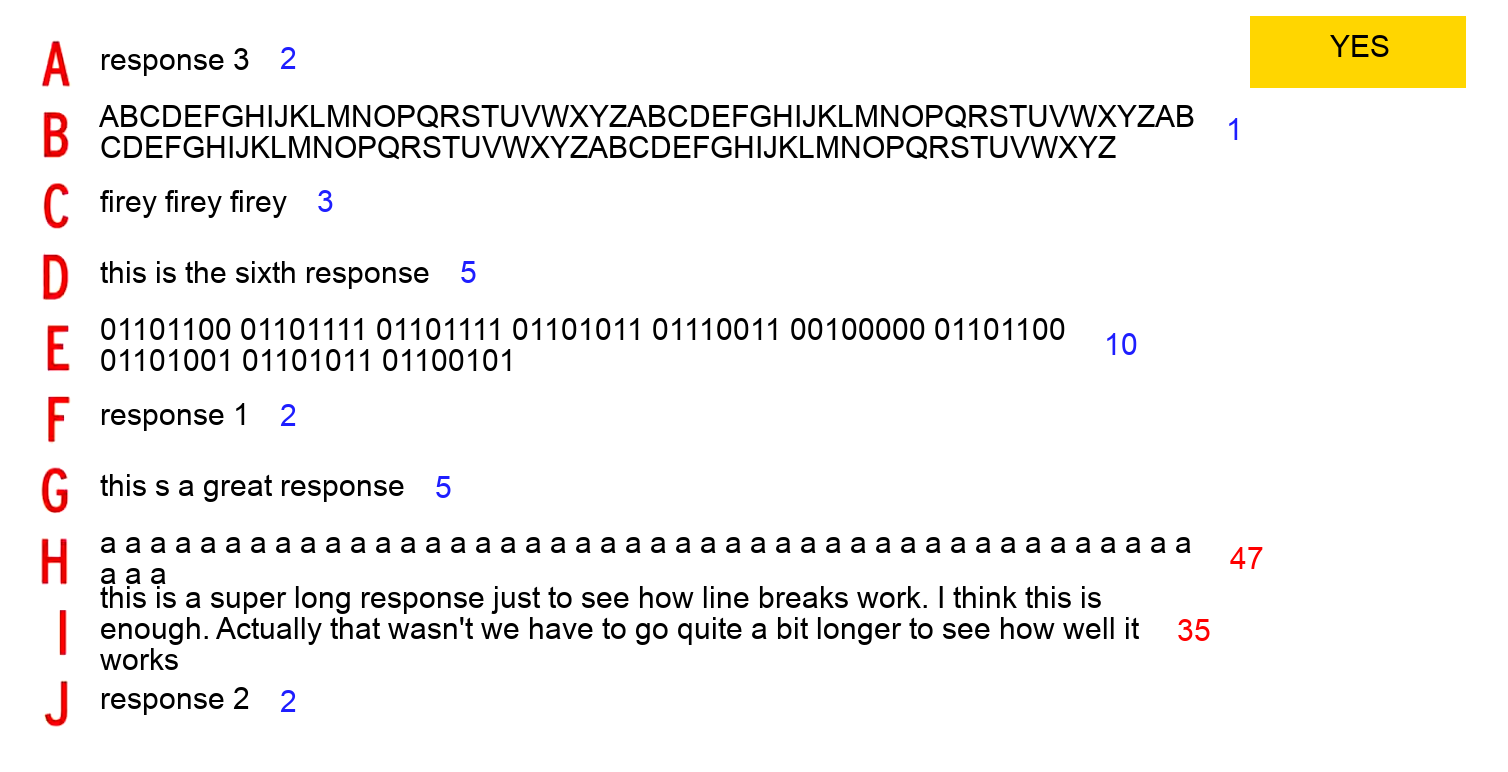 A response 3 2
YES
B ABCDEFGHIJKLMNOPQRSTUVWXYZABCDEFGHIJKLMNOPQRSTUVWXYZAB
CDEFGHIJKLMNOPQRSTUVWXYZABCDEFGHIJKLMNOPQRSTUVWXYZ 1
C firey firey firey 3
D this is the sixth response 5
E 01101100 01101111 01101111 01101011 01110011 00100000 01101100
01101001 01101011 01100101 10
F response 1 2
G this s a great response 5
H a a a a a a a a a a a a a a a a a a a a a a a a a a a a a a a a a a a a a a a a a a a a
a a a 47
this is a super long response just to see how line breaks work. I think this is
I enough. Actually that wasn't we have to go quite a bit longer to see how well it 35
works
J response 2 2